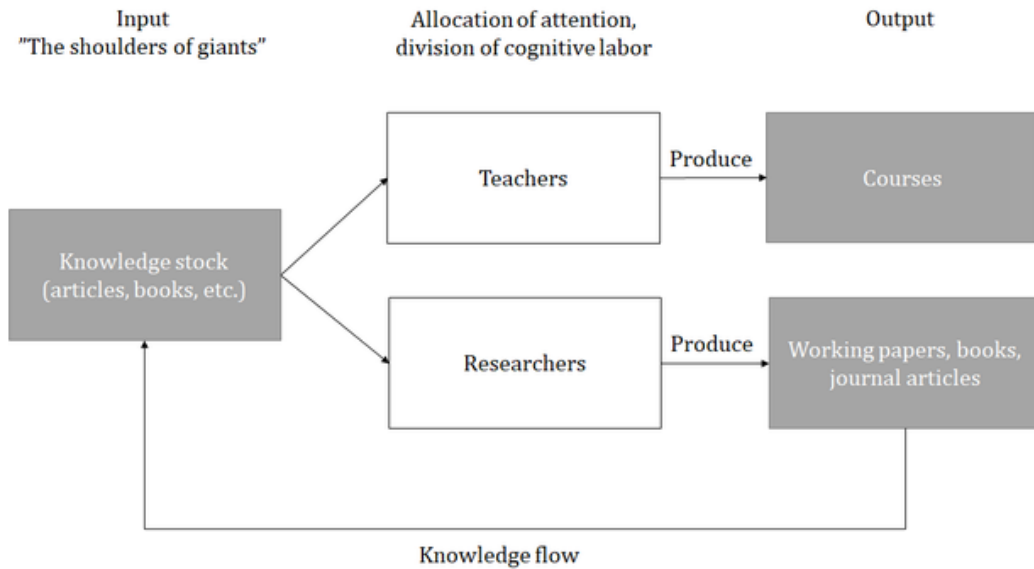 Input
”The shoulders of giants”
Allocation of attention,
division of cognitive labor
Output
Teachers
Produce
Courses
Knowledge stock
(articles, books, etc.)
Researchers
Produce
Working papers, books,
journal articles
Knowledge flow